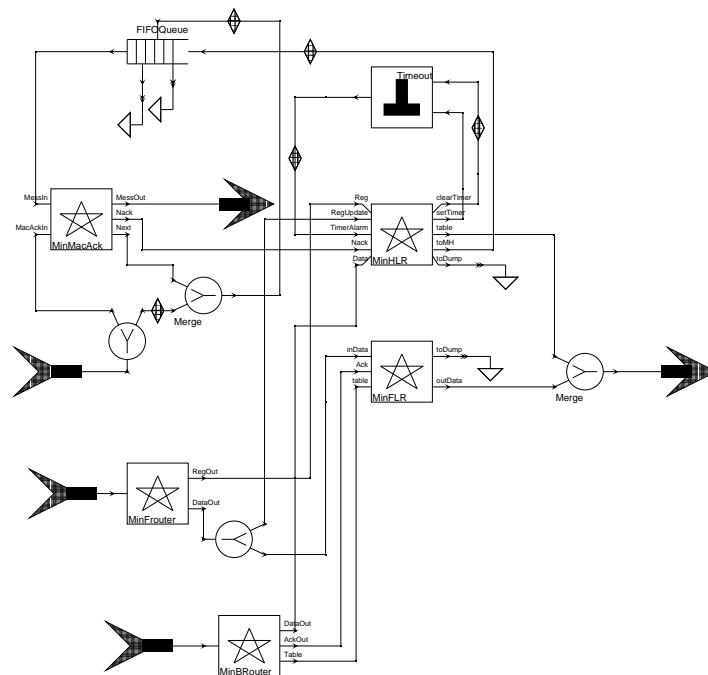 FIFOQueue
Timeout
MessIn
MessOut
Nack
MacAckIn
Next
MinMacAck
Reg
clearTimer
RegUpdate
setTimer
TimerAlarm
table
Nack
toMH
Data
toDump
MinHLR
Merge
inData
toDump
Ack
table
outData
MinFLR
Merge
RegOut
DataOut
MinFrouter
DataOut
AckOut
Table
MinBRouter